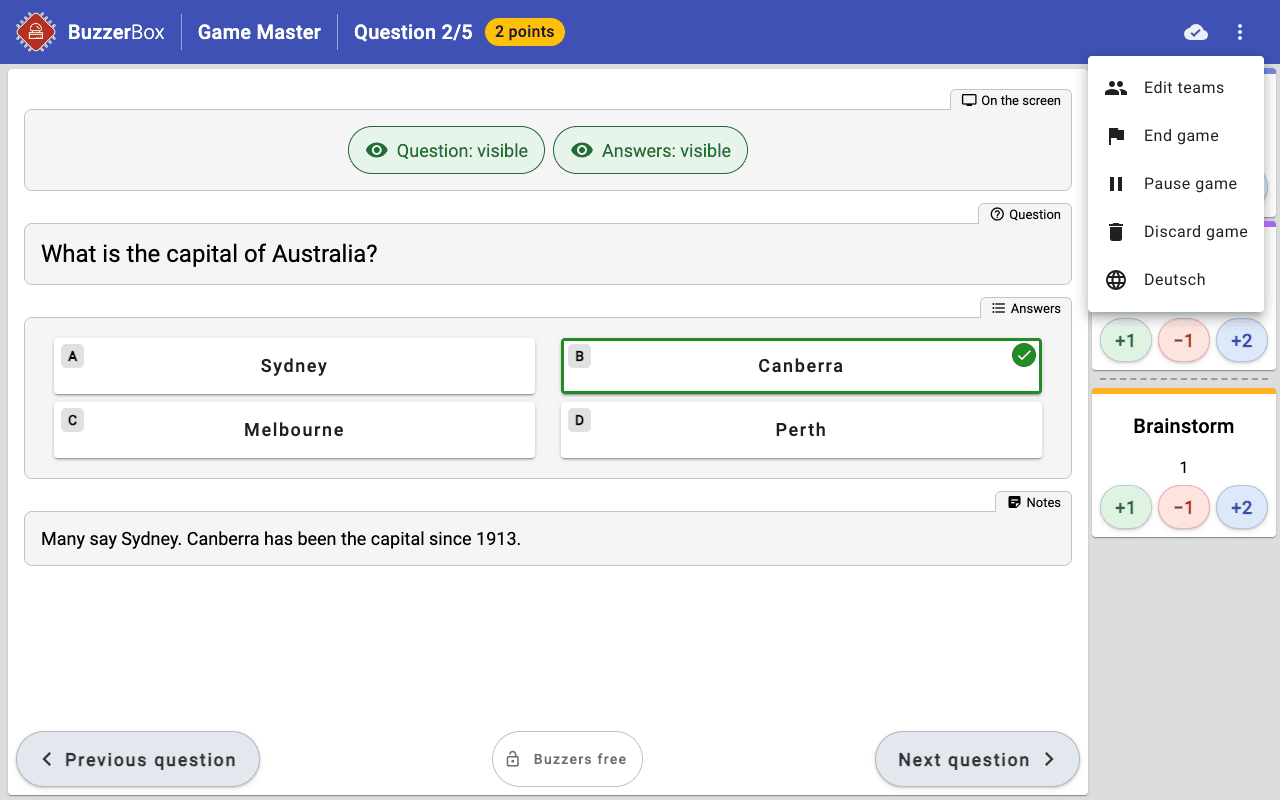 BuzzerBox
Game Master
Question 2/5
2 points
Edit teams
End game
Pause game
Discard game
Deutsch
On the screen
Question: visible
Answers: visible
Question
What is the capital of Australia?
Answers
A
Sydney
B
Canberra
C
Melbourne
D
Perth
Notes
Many say Sydney. Canberra has been the capital since 1913.
+1
−1
+2
Brainstorm
1
+1
−1
+2
Previous question
Buzzers free
Next question